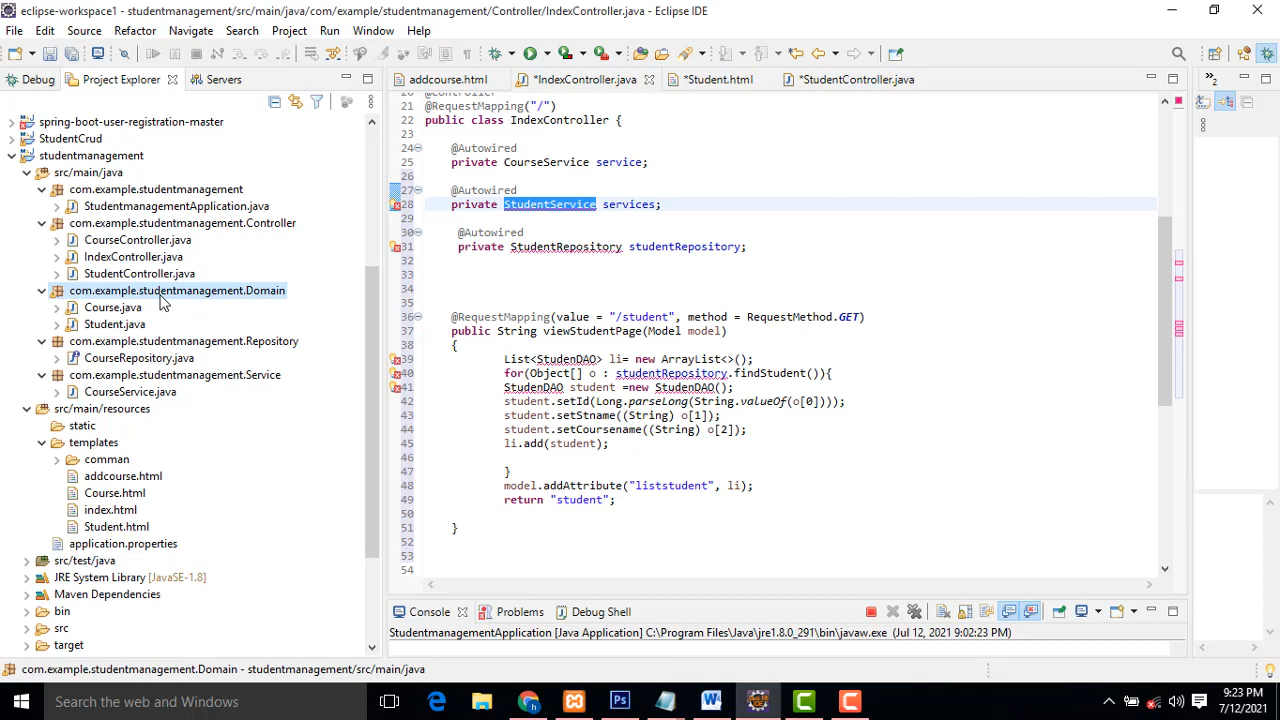 eclipse-workspace1 - studentmanagement/src/main/java/com/example/studentmanagement/Controller/IndexController.java - Eclipse IDE
File Edit Source Refactor Navigate Search Project Run Window Help
Debug Project Explorer Servers
addcourse.html *IndexController.java *Student.html *StudentController.java »2
spring-boot-user-registration-master
StudentCrud
studentmanagement
src/main/java
com.example.studentmanagement
StudentmanagementApplication.java
com.example.studentmanagement.Controller
CourseController.java
IndexController.java
StudentController.java
com.example.studentmanagement.Domain
Course.java
Student.java
com.example.studentmanagement.Repository
CourseRepository.java
com.example.studentmanagement.Service
CourseService.java
src/main/resources
static
templates
comman
addcourse.html
Course.html
index.html
Student.html
application.properties
src/test/java
JRE System Library [JavaSE-1.8]
Maven Dependencies
bin
src
target
20 @Controller
21 @RequestMapping("/")
22 public class IndexController {
23
24 @Autowired
25 private CourseService service;
26
27 @Autowired
28 private StudentService services;
29
30 @Autowired
31 private StudentRepository studentRepository;
32
33
34
35
36 @RequestMapping(value = "/student", method = RequestMethod.GET)
37 public String viewStudentPage(Model model)
38 {
39 List<StudenDAO> li= new ArrayList<>();
40 for(Object[] o : studentRepository.findStudent()){
41 StudenDAO student =new StudenDAO();
42 student.setId(Long.parseLong(String.valueOf(o[0])));
43 student.setStname((String) o[1]);
44 student.setCoursename((String) o[2]);
45 li.add(student);
46
47 }
48 model.addAttribute("liststudent", li);
49 return "student";
50
51 }
52
53
54
Console Problems Debug Shell
StudentmanagementApplication [Java Application] C:\Program Files\Java\jre1.8.0_291\bin\javaw.exe (Jul 12, 2021 9:02:23 PM)
com.example.studentmanagement.Domain - studentmanagement/src/main/java
Search the web and Windows
9:23 PM
7/12/2021